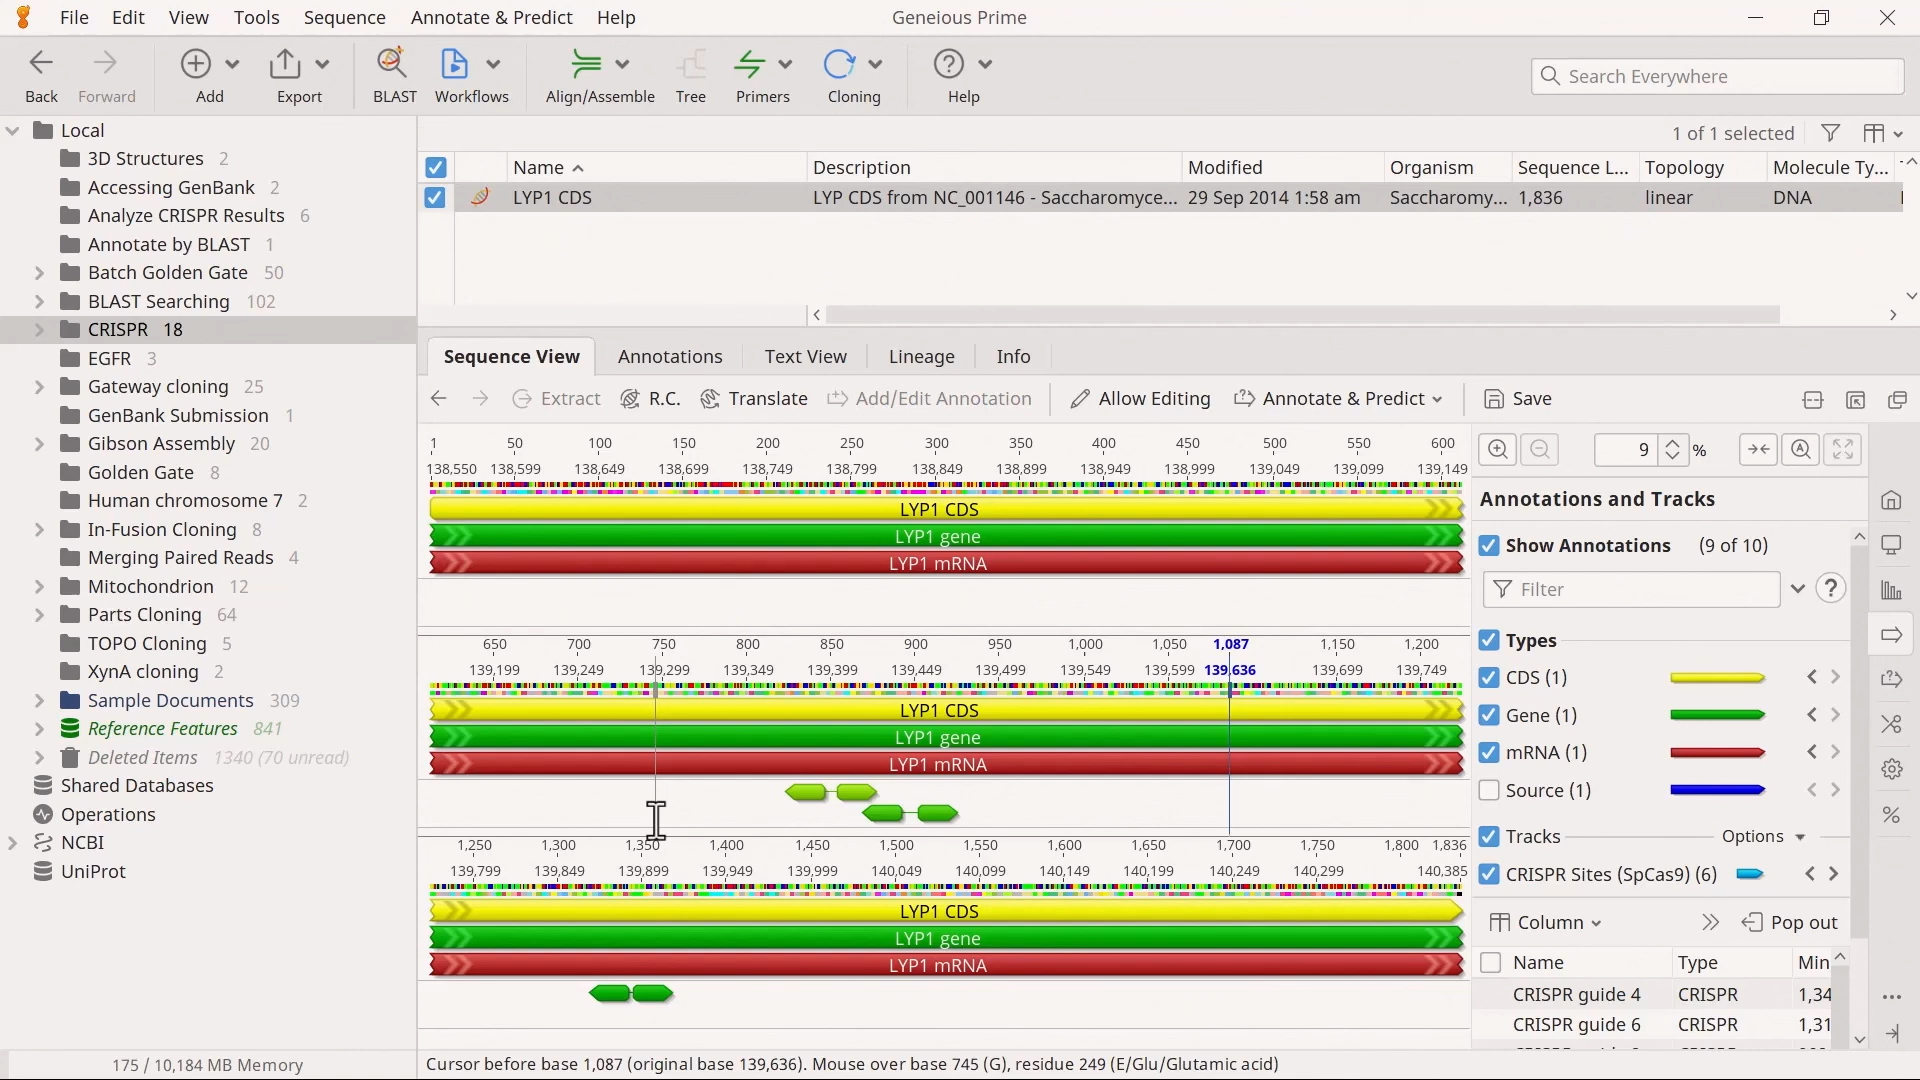 File Edit View Tools Sequence Annotate & Predict Help Geneious Prime
Back Forward Add Export BLAST Workflows Align/Assemble Tree Primers Cloning Help Search Everywhere
Local
3D Structures 2
Accessing GenBank 2
Analyze CRISPR Results 6
Annotate by BLAST 1
Batch Golden Gate 50
BLAST Searching 102
CRISPR 18
EGFR 3
Gateway cloning 25
GenBank Submission 1
Gibson Assembly 20
Golden Gate 8
Human chromosome 7 2
In-Fusion Cloning 8
Merging Paired Reads 4
Mitochondrion 12
Parts Cloning 64
TOPO Cloning 5
XynA cloning 2
Sample Documents 309
Reference Features 841
Deleted Items 1340 (70 unread)
Shared Databases
Operations
NCBI
UniProt
175 / 10,184 MB Memory
1 of 1 selected
Name Description Modified Organism Sequence L... Topology Molecule Ty...
LYP1 CDS LYP CDS from NC_001146 - Saccharomyce... 29 Sep 2014 1:58 am Saccharomy... 1,836 linear DNA
Sequence View Annotations Text View Lineage Info
Extract R.C. Translate Add/Edit Annotation Allow Editing Annotate & Predict Save
1 50 100 150 200 250 300 350 400 450 500 550 600
138,550 138,599 138,649 138,699 138,749 138,799 138,849 138,899 138,949 138,999 139,049 139,099 139,149
LYP1 CDS
LYP1 gene
LYP1 mRNA
650 700 750 800 850 900 950 1,000 1,050 1,087 1,150 1,200
139,199 139,249 139,299 139,349 139,399 139,449 139,499 139,549 139,599 139,636 139,699 139,749
LYP1 CDS
LYP1 gene
LYP1 mRNA
1,250 1,300 1,350 1,400 1,450 1,500 1,550 1,600 1,650 1,700 1,750 1,800 1,836
139,799 139,849 139,899 139,949 139,999 140,049 140,099 140,149 140,199 140,249 140,299 140,385
LYP1 CDS
LYP1 gene
LYP1 mRNA
9 %
Annotations and Tracks
Show Annotations (9 of 10)
Filter ?
Types
CDS (1)
Gene (1)
mRNA (1)
Source (1)
Tracks Options
CRISPR Sites (SpCas9) (6)
Column Pop out
Name Type Min
CRISPR guide 4 CRISPR 1,34
CRISPR guide 6 CRISPR 1,31
Cursor before base 1,087 (original base 139,636). Mouse over base 745 (G), residue 249 (E/Glu/Glutamic acid)